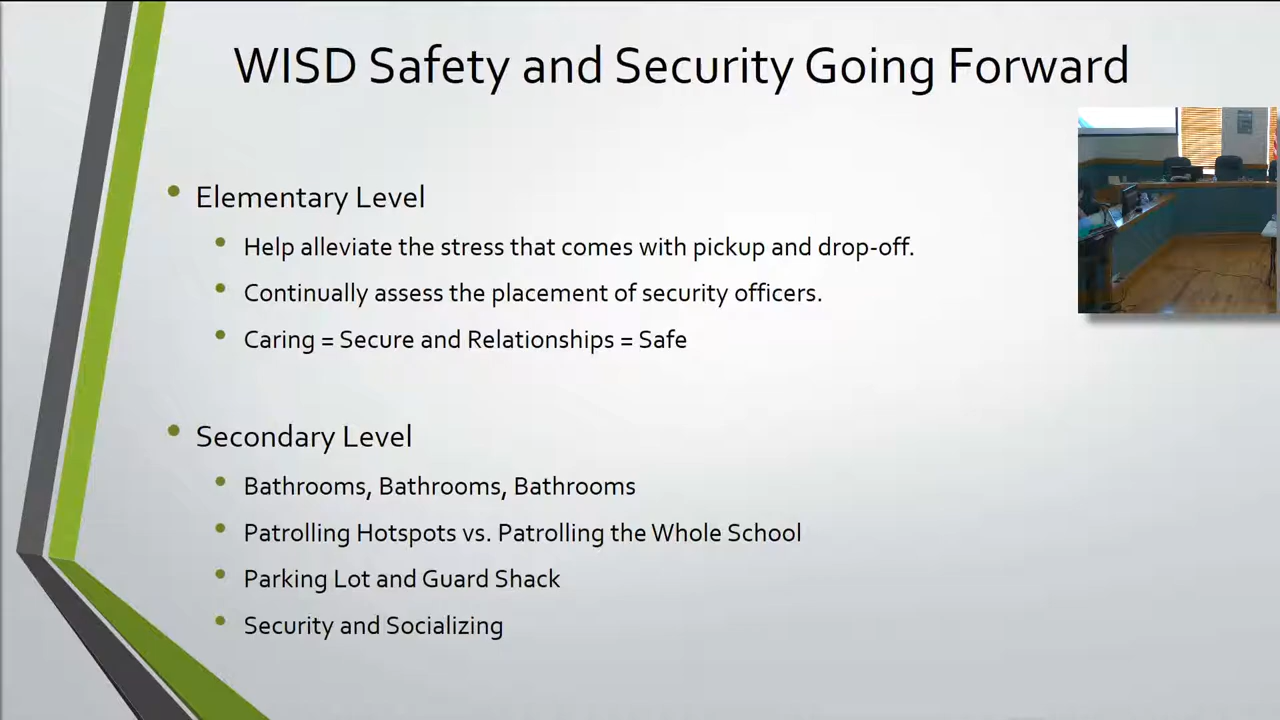 WISD Safety and Security Going Forward
Elementary Level
Help alleviate the stress that comes with pickup and drop-off.
Continually assess the placement of security officers.
Caring = Secure and Relationships = Safe
Secondary Level
Bathrooms, Bathrooms, Bathrooms
Patrolling Hotspots vs. Patrolling the Whole School
Parking Lot and Guard Shack
Security and Socializing